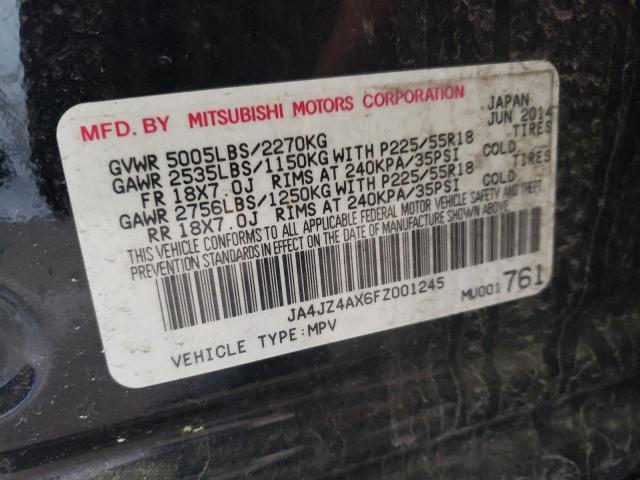 MFD. BY MITSUBISHI MOTORS CORPORATION JAPAN
GVWR 5005LBS/2270KG JUN 2014
GAWR 2535LBS/1150KG WITH P225/55R18 TIRES
FR 18X7.0J RIMS AT 240KPA/35PSI COLD
GAWR 2756LBS/1250KG WITH P225/55R18 TIRES
RR 18X7.0J RIMS AT 240KPA/35PSI COLD
THIS VEHICLE CONFORMS TO ALL APPLICABLE FEDERAL MOTOR VEHICLE SAFETY AND THEFT
PREVENTION STANDARDS IN EFFECT ON THE DATE OF MANUFACTURE SHOWN ABOVE.
JA4JZ4AX6FZ001245
MU001761
VEHICLE TYPE:MPV